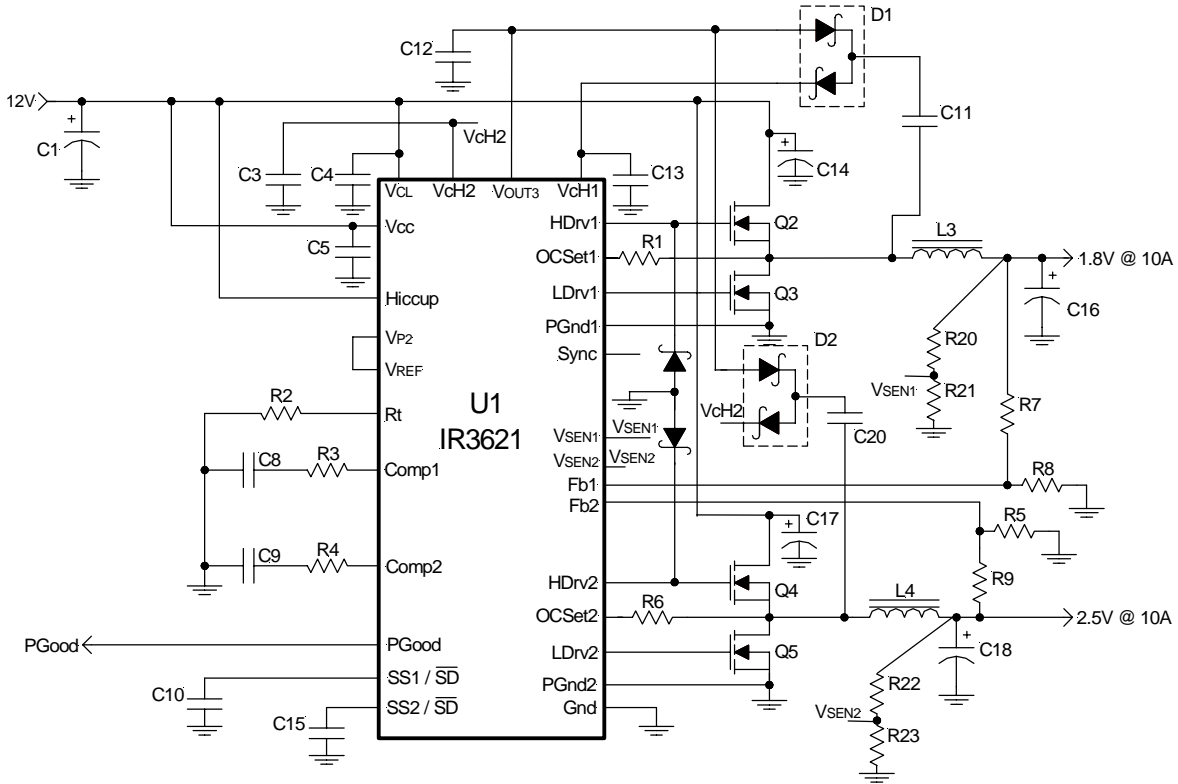 D1
C12
12V
C11
C1
C3
C4
VcH2
C13
C14
VCL
VcH2
VOUT3
VcH1
Vcc
C5
HDrv1
Q2
OCSet1
R1
L3
1.8V @ 10A
Hiccup
LDrv1
Q3
C16
PGnd1
VP2
VREF
Sync
D2
R20
VSEN1
R21
R7
R2
Rt
U1
IR3621
VcH2
C20
VSEN1
VSEN1
VSEN2
VSEN2
C8
R3
Comp1
Fb1
R8
Fb2
C17
R5
C9
R4
Comp2
HDrv2
Q4
R9
OCSet2
R6
L4
2.5V @ 10A
PGood
PGood
LDrv2
Q5
C18
C10
SS1 / SD
PGnd2
R22
C15
SS2 / SD
Gnd
VSEN2
R23